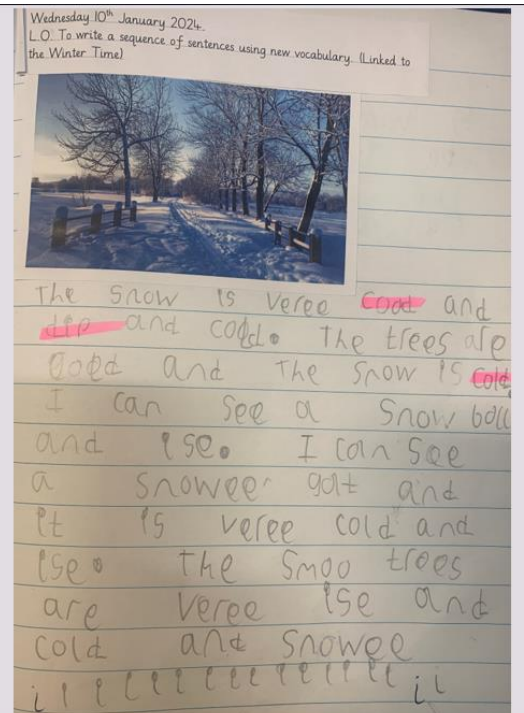 Wednesday 10th January 2024.
L.O. To write a sequence of sentences using new vocabulary. (Linked to
the Winter Time)
The snow is veree coad and
dip and codd. The trees are
and the snow is cold.
I can see a snow ball
and ise. I can see
a snowee gat and
it is veree cold and
ise. The smoo trees
are veree ise and
cold and snowee